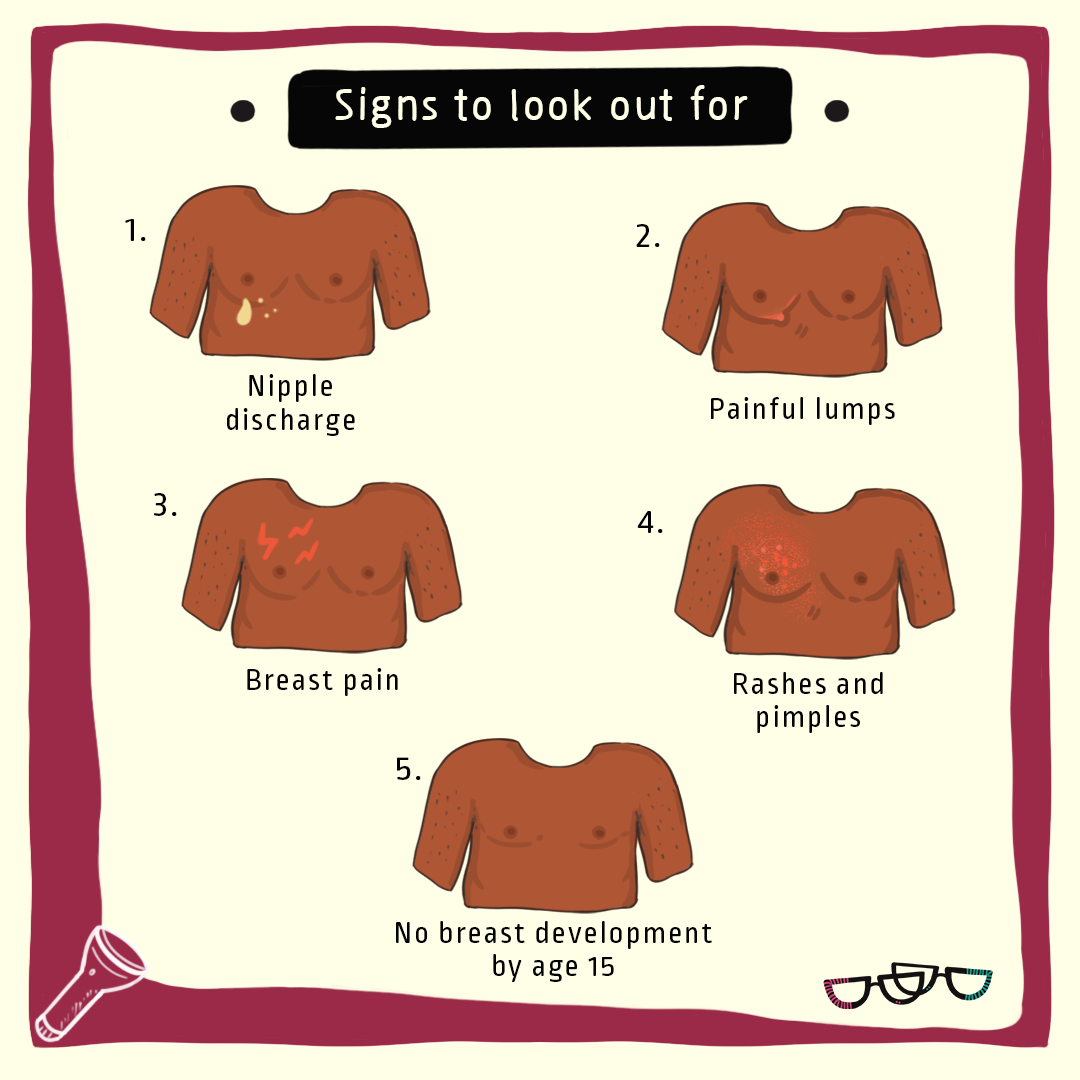 Signs to look out for
1.
Nipple
discharge
2.
Painful lumps
3.
Breast pain
4.
Rashes and
pimples
5.
No breast development
by age 15